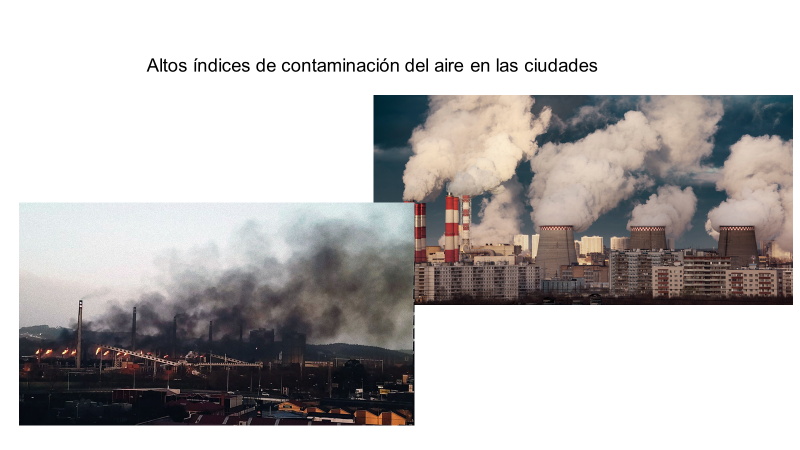 Altos índices de contaminación del aire en las ciudades